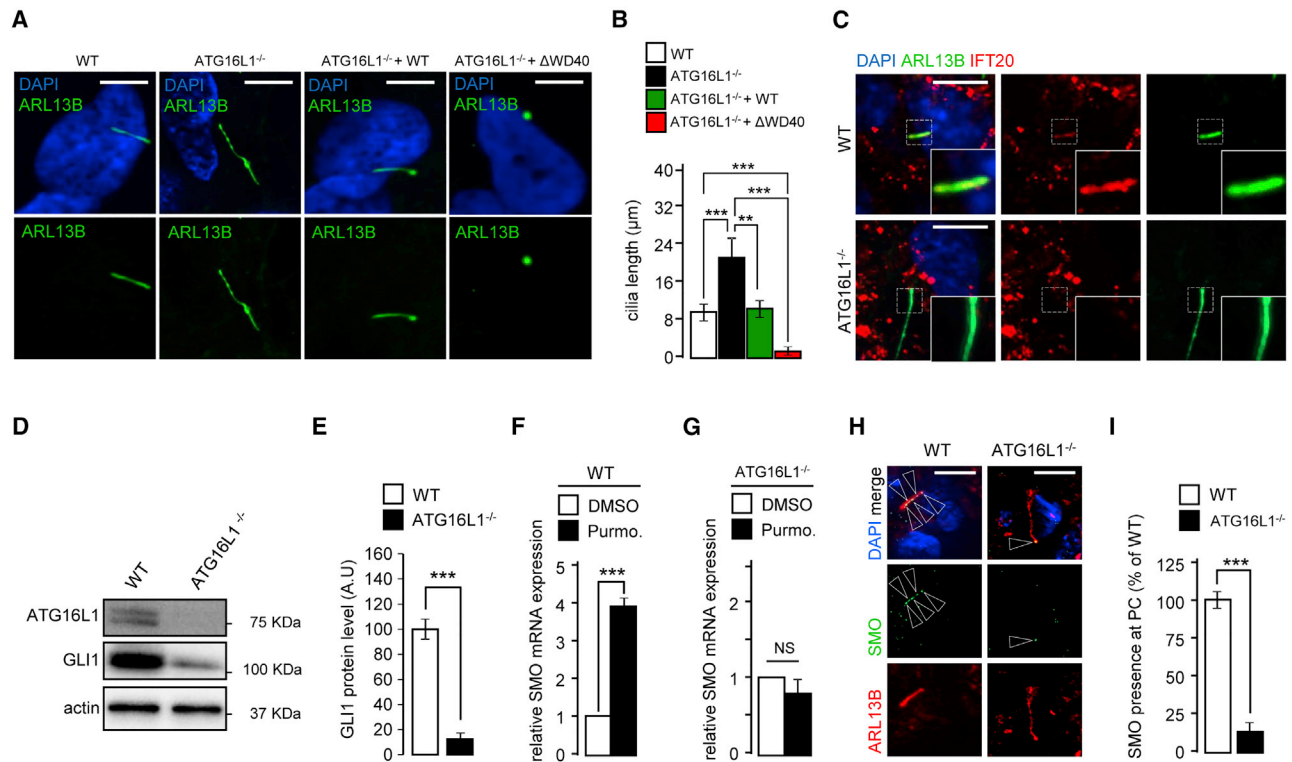 A
WT
ATG16L1-/-
ATG16L1-/- + WT
ATG16L1-/- + ΔWD40
DAPI
ARL13B
DAPI
ARL13B
DAPI
ARL13B
DAPI
ARL13B
ARL13B
ARL13B
ARL13B
ARL13B
B
WT
ATG16L1-/-
ATG16L1-/- + WT
ATG16L1-/- + ΔWD40
cilia length (µm)
40
32
24
16
8
0
***
***
***
**
C
DAPI ARL13B IFT20
WT
ATG16L1-/-
D
WT
ATG16L1-/-
ATG16L1
75 KDa
GLI1
100 KDa
actin
37 KDa
E
WT
ATG16L1-/-
GLI1 protein level (A.U)
160
140
120
100
80
60
40
20
0
***
F
WT
DMSO
Purmo.
relative SMO mRNA expression
5
4
3
2
1
0
***
G
ATG16L1-/-
DMSO
Purmo.
relative SMO mRNA expression
2
1
0
NS
H
WT
ATG16L1-/-
DAPI merge
SMO
ARL13B
I
WT
ATG16L1-/-
SMO presence at PC (% of WT)
125
100
75
50
25
0
***